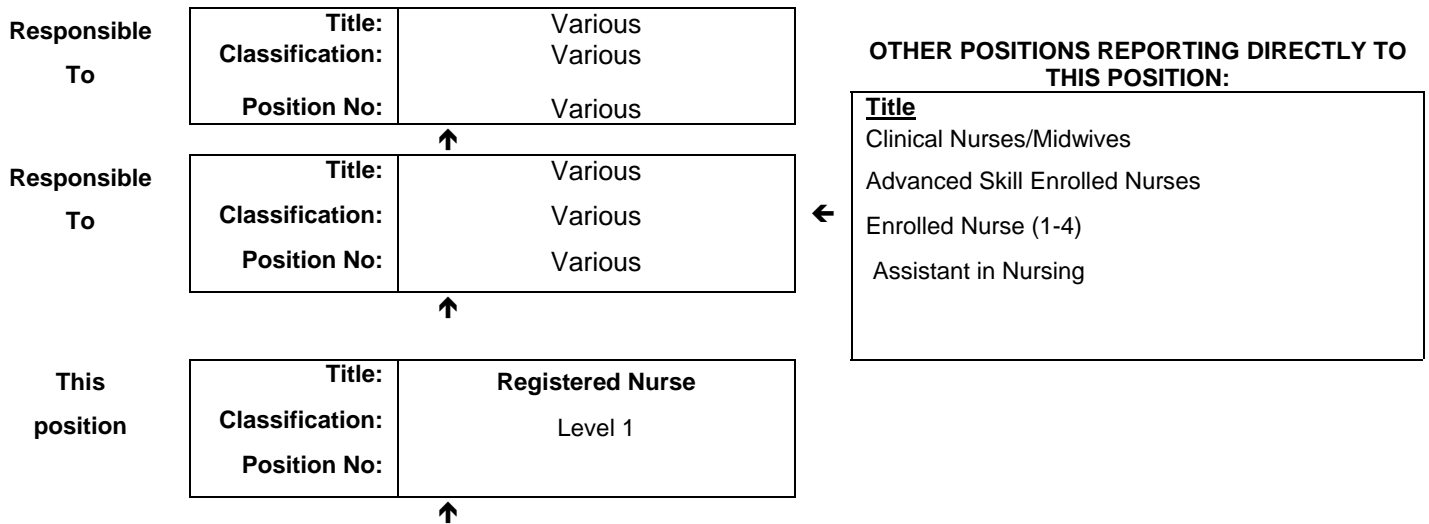 Responsible
To
Title: Various
Classification: Various
Position No: Various
🡹
Responsible
To
Title: Various
Classification: Various
Position No: Various
🡹
This
position
Title: Registered Nurse
Classification: Level 1
Position No:
🡹
OTHER POSITIONS REPORTING DIRECTLY TO
THIS POSITION:
🡸
Title
Clinical Nurses/Midwives
Advanced Skill Enrolled Nurses
Enrolled Nurse (1-4)
Assistant in Nursing